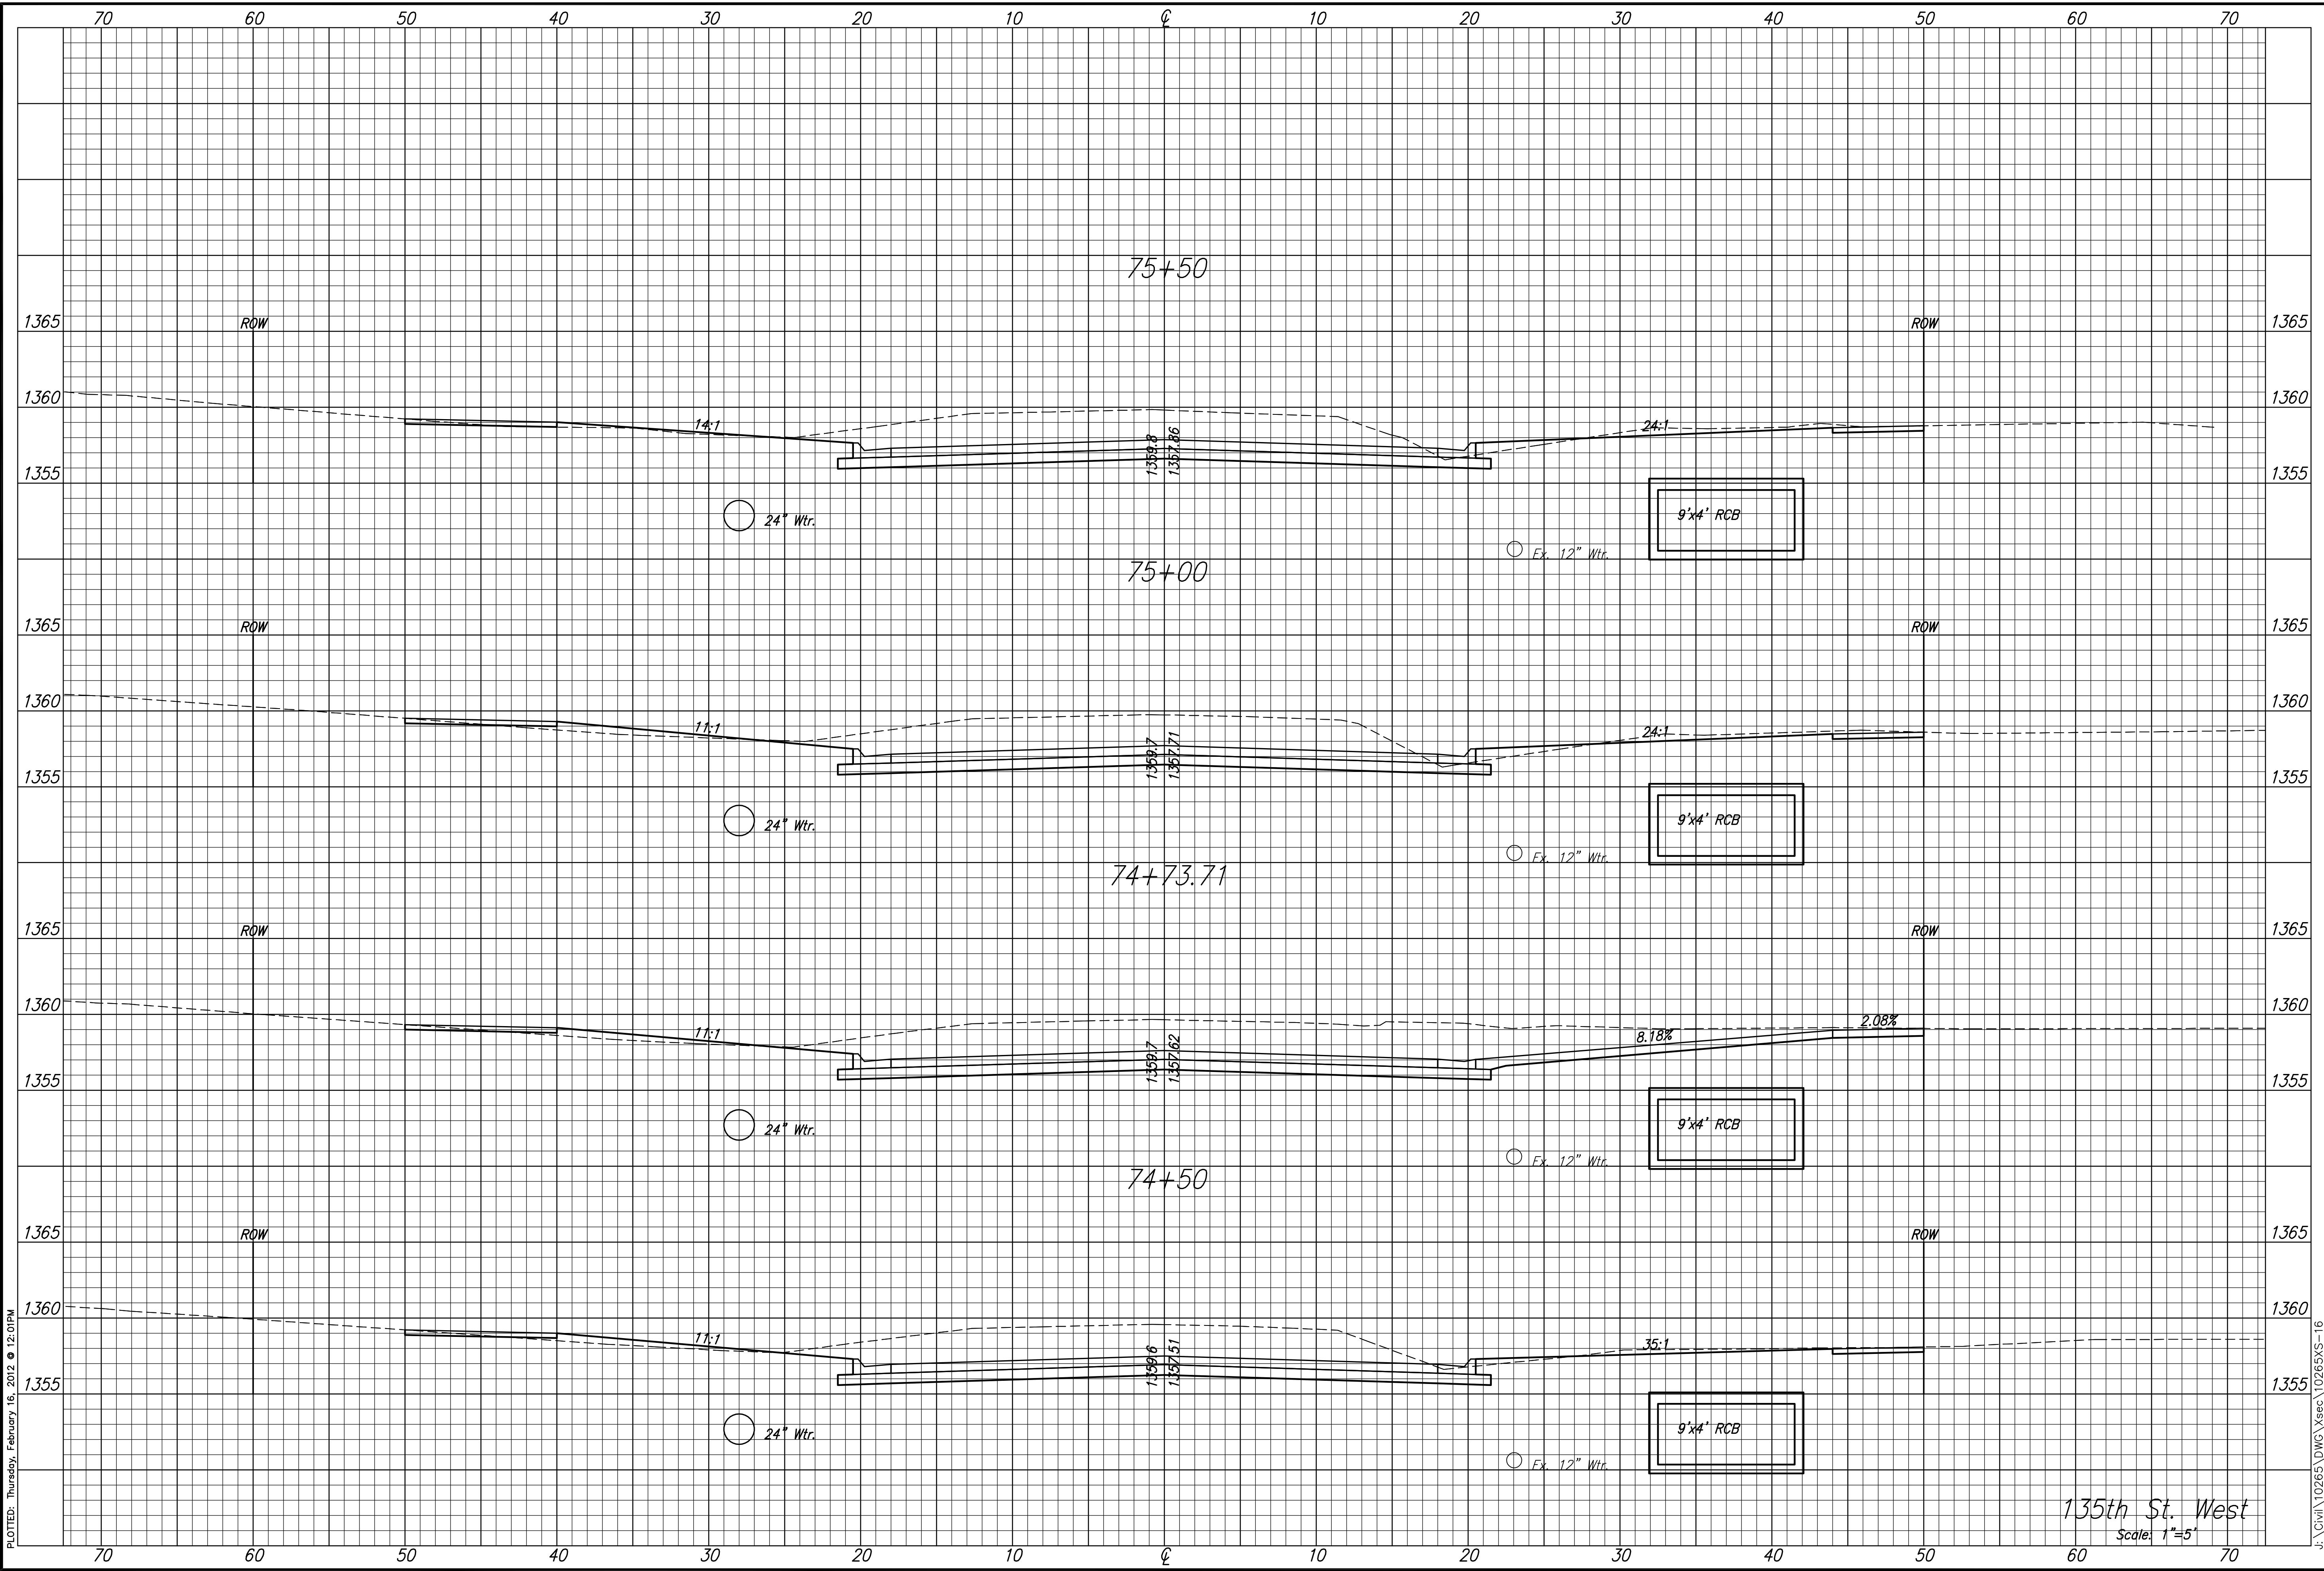 70 60 50 40 30 20 10 ℄ 10 20 30 40 50 60 70
75+50
1365 ROW ROW 1365
1360 1360
14:1 24:1
1359.8
1357.86
1355 1355
24" Wtr. 9'x4' RCB
Ex. 12" Wtr.
75+00
1365 ROW ROW 1365
1360 1360
11:1 24:1
1359.7
1357.71
1355 1355
24" Wtr. 9'x4' RCB
Ex. 12" Wtr.
74+73.71
1365 ROW ROW 1365
1360 1360
2.08%
11:1 8.18%
1359.7
1357.62
1355 1355
24" Wtr. 9'x4' RCB
Ex. 12" Wtr.
74+50
1365 ROW ROW 1365
1360 1360
11:1 35:1
1359.6
1357.51
1355 1355
24" Wtr. 9'x4' RCB
Ex. 12" Wtr.
135th St. West
Scale: 1"=5'
70 60 50 40 30 20 10 ℄ 10 20 30 40 50 60 70
PLOTTED: Thursday, February 16, 2012 @ 12:01PM
J:\Civil\10265\DWG\Xsec\10265XS-16